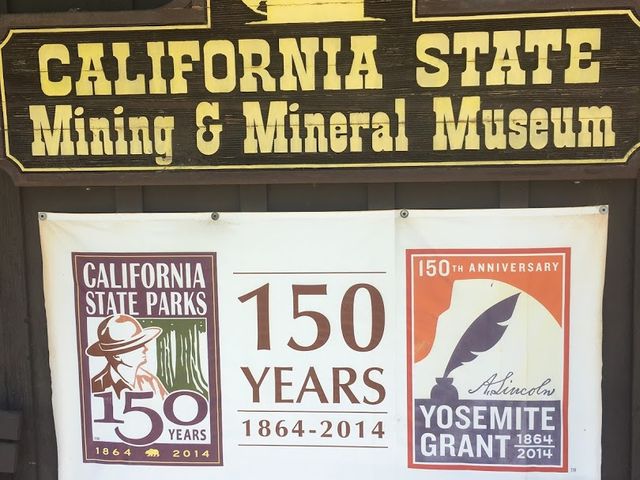 CALIFORNIA STATE
Mining & Mineral Museum
CALIFORNIA
STATE PARKS
150
YEARS
1864 2014
150
YEARS
1864-2014
150TH ANNIVERSARY
A. Lincoln
YOSEMITE
GRANT 1864
2014